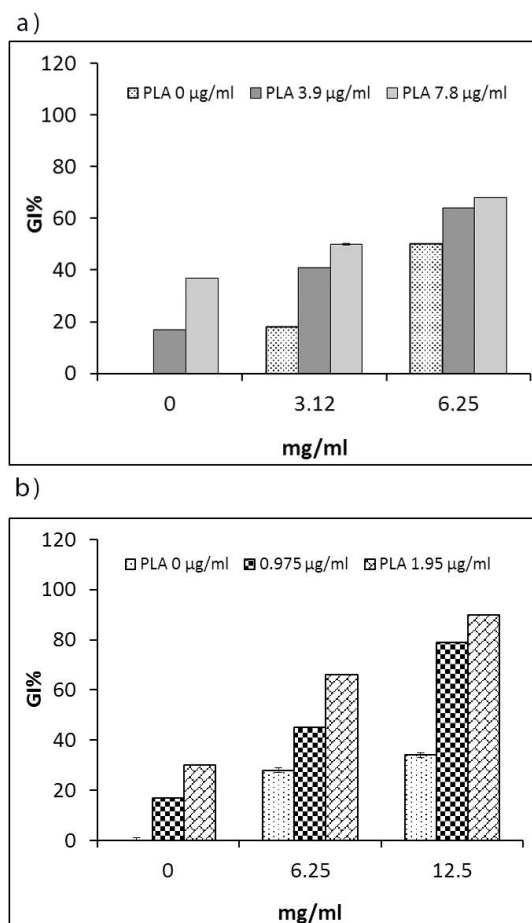 a)
120
PLA 0 µg/ml PLA 3.9 µg/ml PLA 7.8 µg/ml
100
80
60
GI%
40
20
0
0 3.12 6.25
mg/ml
b)
120
PLA 0 µg/ml 0.975 µg/ml PLA 1.95 µg/ml
100
80
60
GI%
40
20
0
0 6.25 12.5
mg/ml